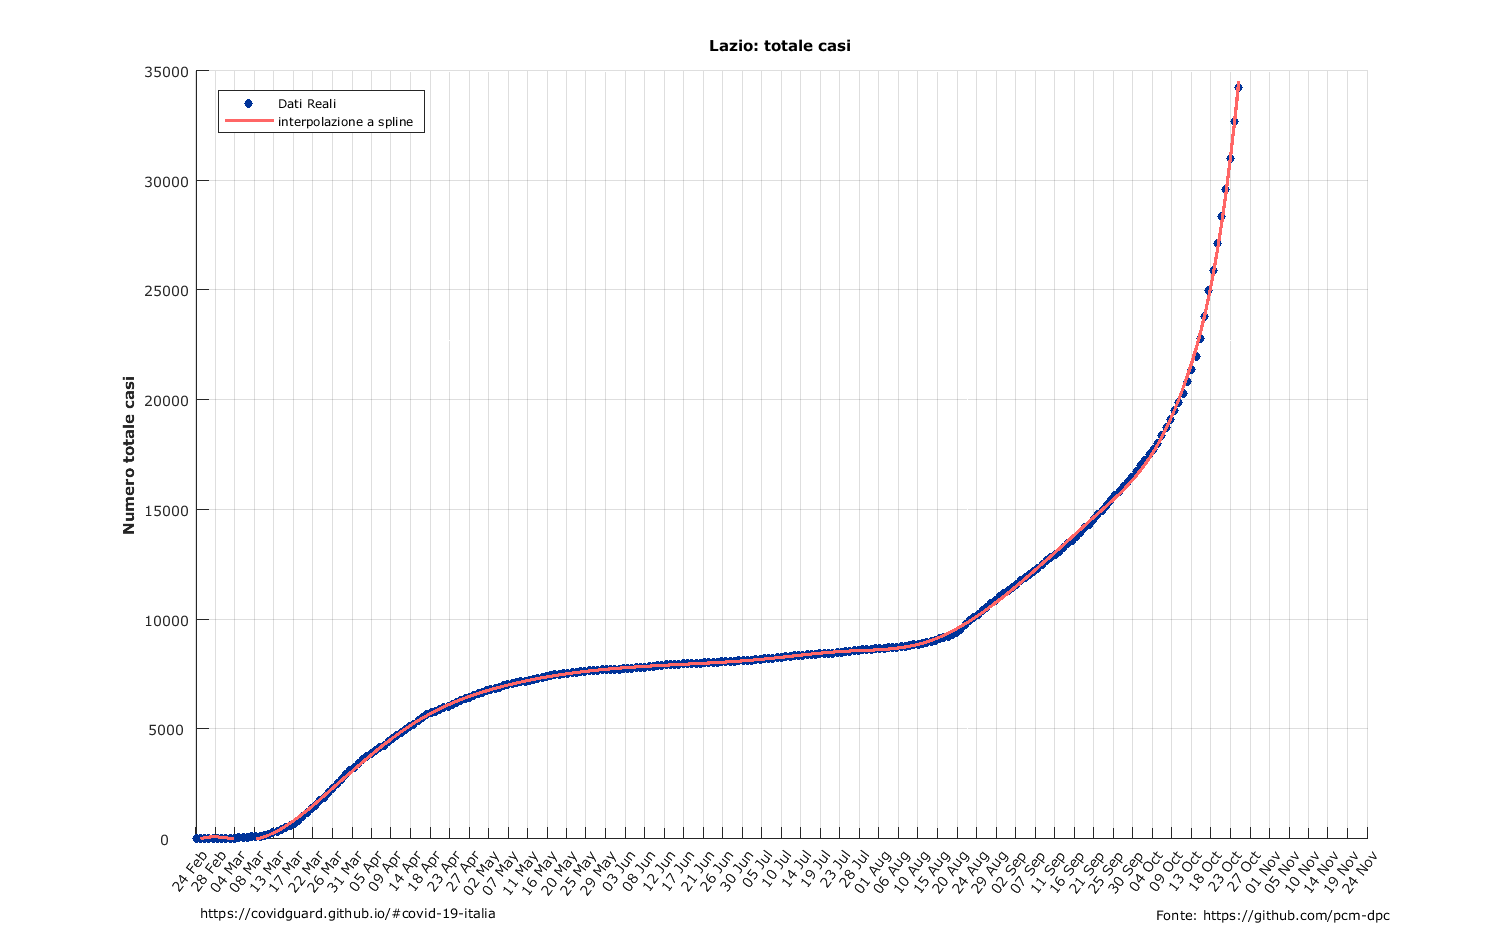 Lazio: totale casi
35000
Dati Reali
interpolazione a spline
30000
25000
20000
15000
10000
5000
0
Numero totale casi
24 Feb
28 Feb
04 Mar
08 Mar
13 Mar
17 Mar
22 Mar
26 Mar
31 Mar
05 Apr
09 Apr
14 Apr
18 Apr
23 Apr
27 Apr
02 May
07 May
11 May
16 May
20 May
25 May
29 May
03 Jun
08 Jun
12 Jun
17 Jun
21 Jun
26 Jun
30 Jun
05 Jul
10 Jul
14 Jul
19 Jul
23 Jul
28 Jul
01 Aug
06 Aug
10 Aug
15 Aug
20 Aug
24 Aug
29 Aug
02 Sep
07 Sep
11 Sep
16 Sep
21 Sep
25 Sep
30 Sep
04 Oct
09 Oct
13 Oct
18 Oct
23 Oct
27 Oct
01 Nov
05 Nov
10 Nov
14 Nov
19 Nov
24 Nov
https://covidguard.github.io/#covid-19-italia
Fonte: https://github.com/pcm-dpc